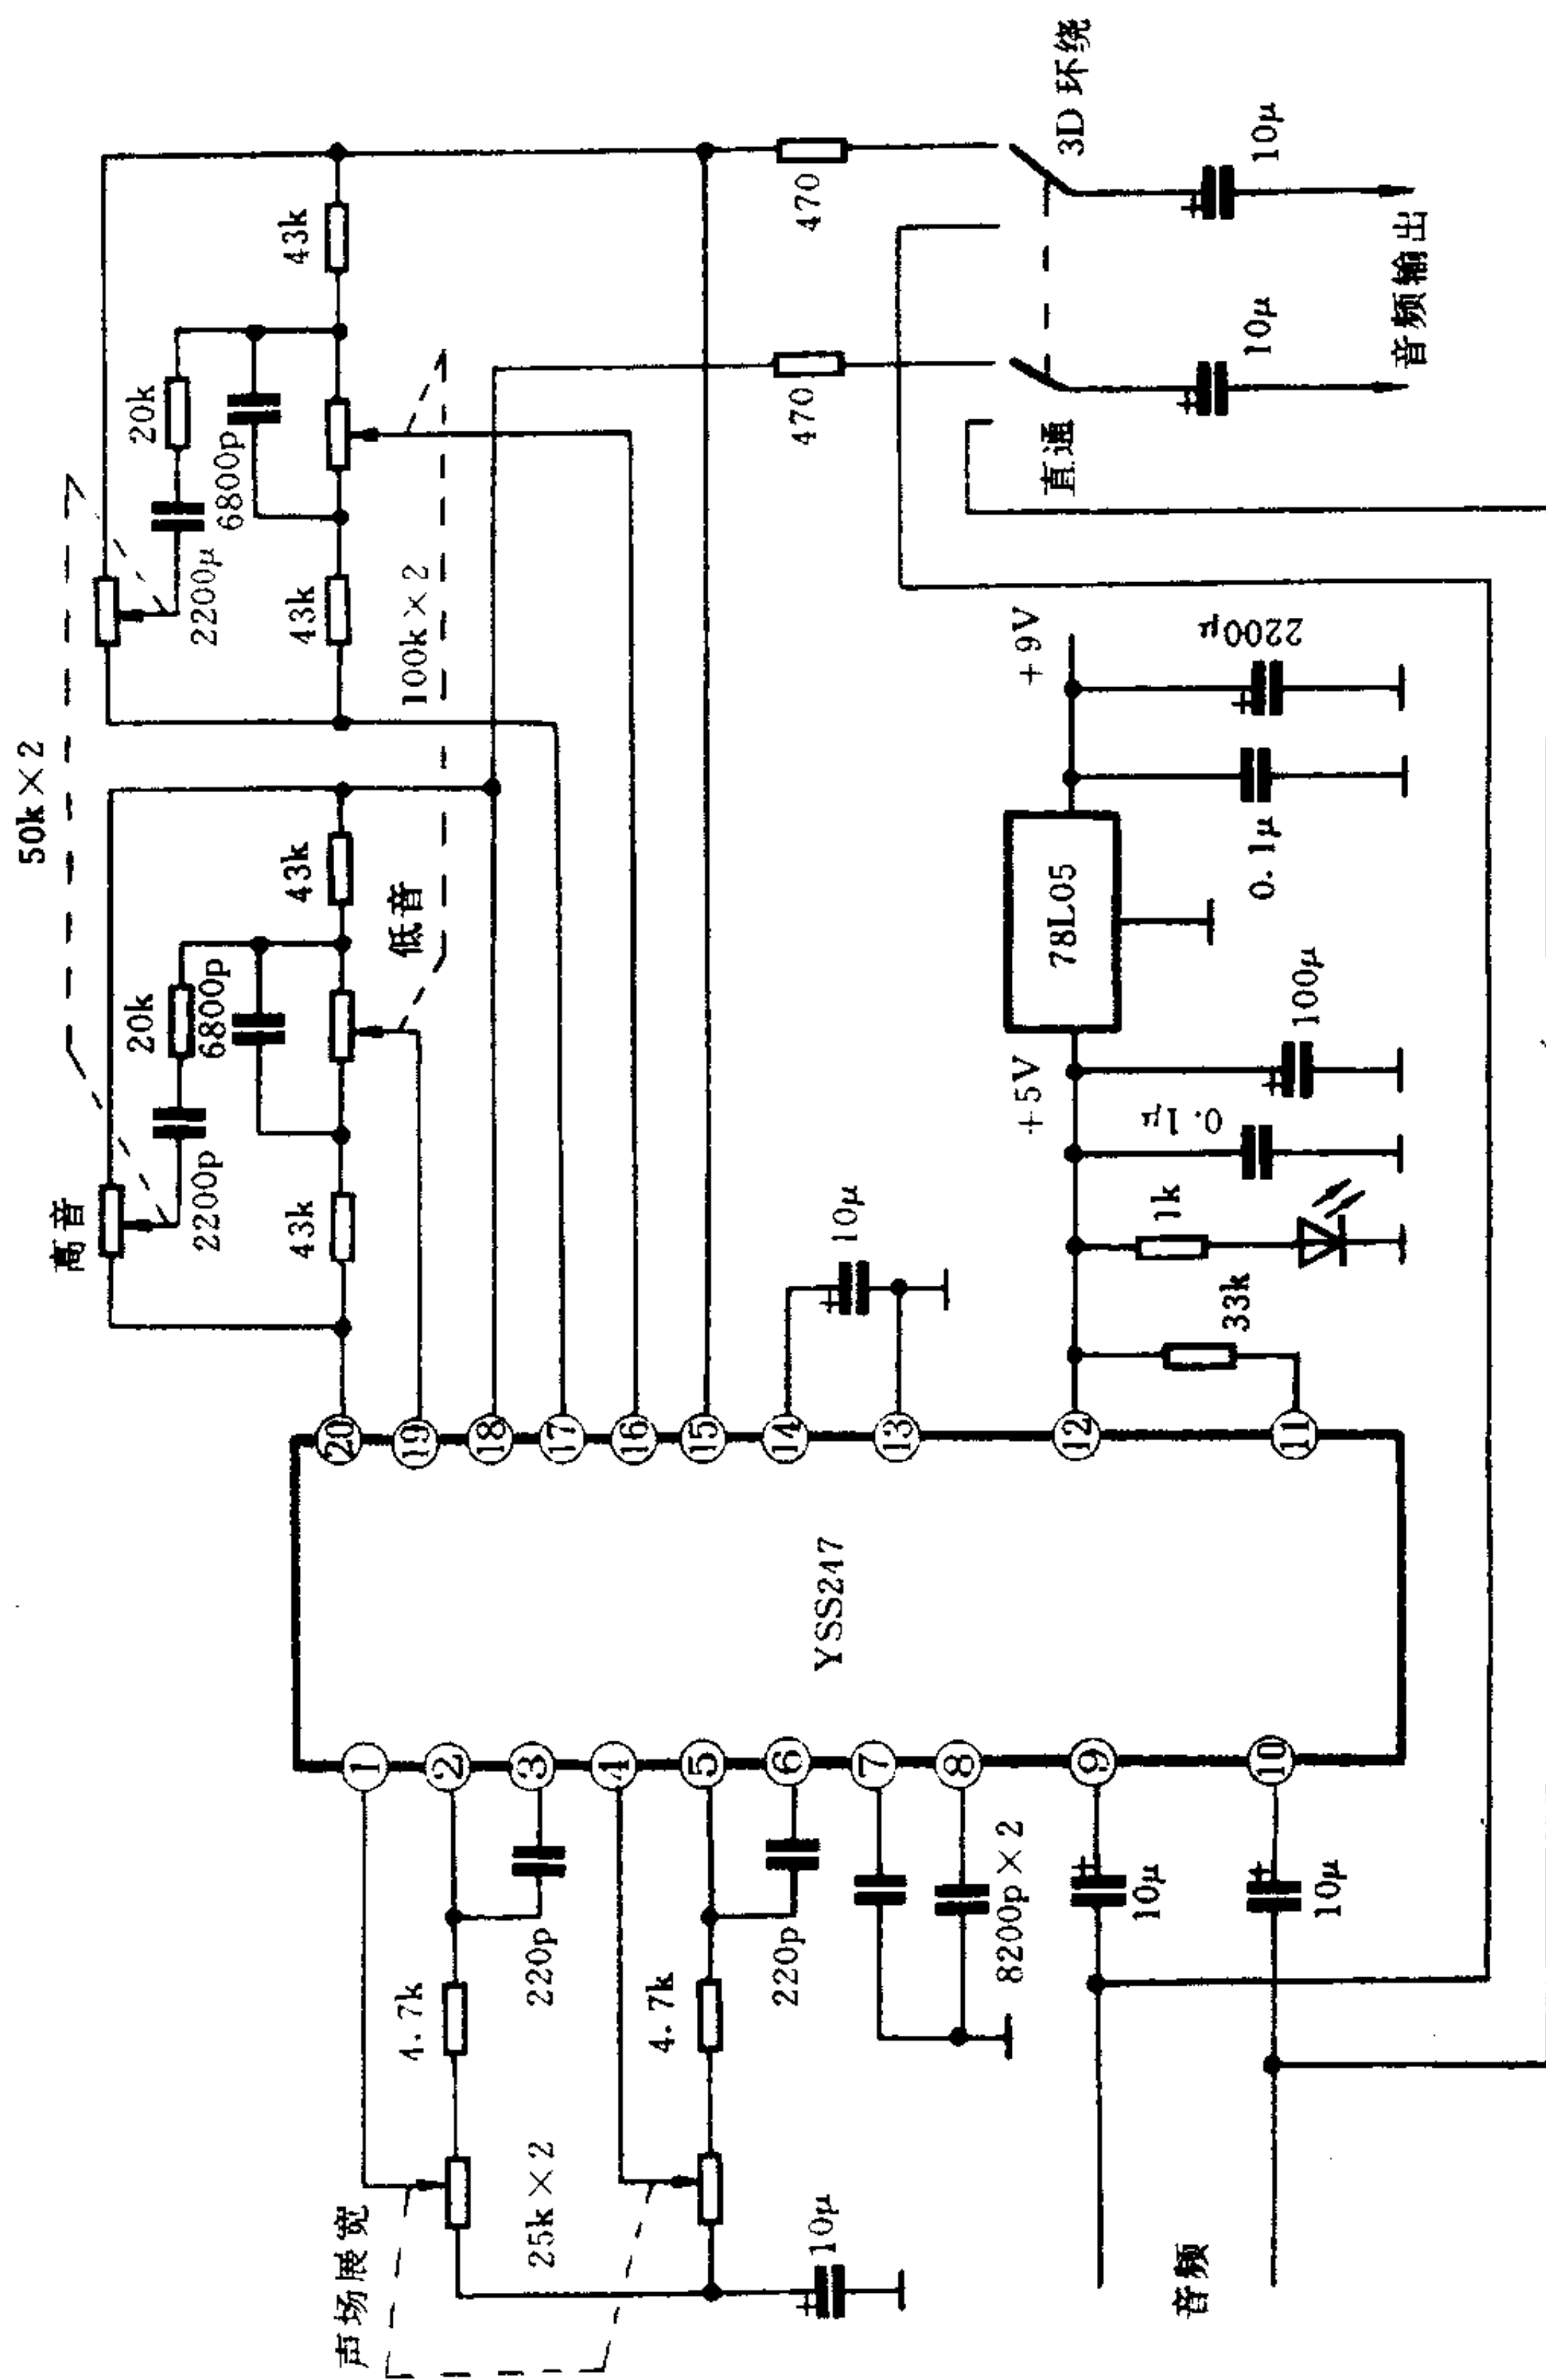 50k×2
高音
2200p
20k
6800p
43k
43k
低音
100k×2
2200μ
20k
6800p
43k
43k
声场展宽
25k×2
4.7k
220p
4.7k
220p
10μ
8200p×2
10μ
10μ
音频
1
2
3
4
5
6
7
8
9
10
YSS247
20
19
18
17
16
15
14
13
12
11
10μ
33k
1k
0.1μ
100μ
+5V
78L05
+9V
0.1μ
2200μ
470
470
直通
3D环绕
10μ
10μ
音频输出